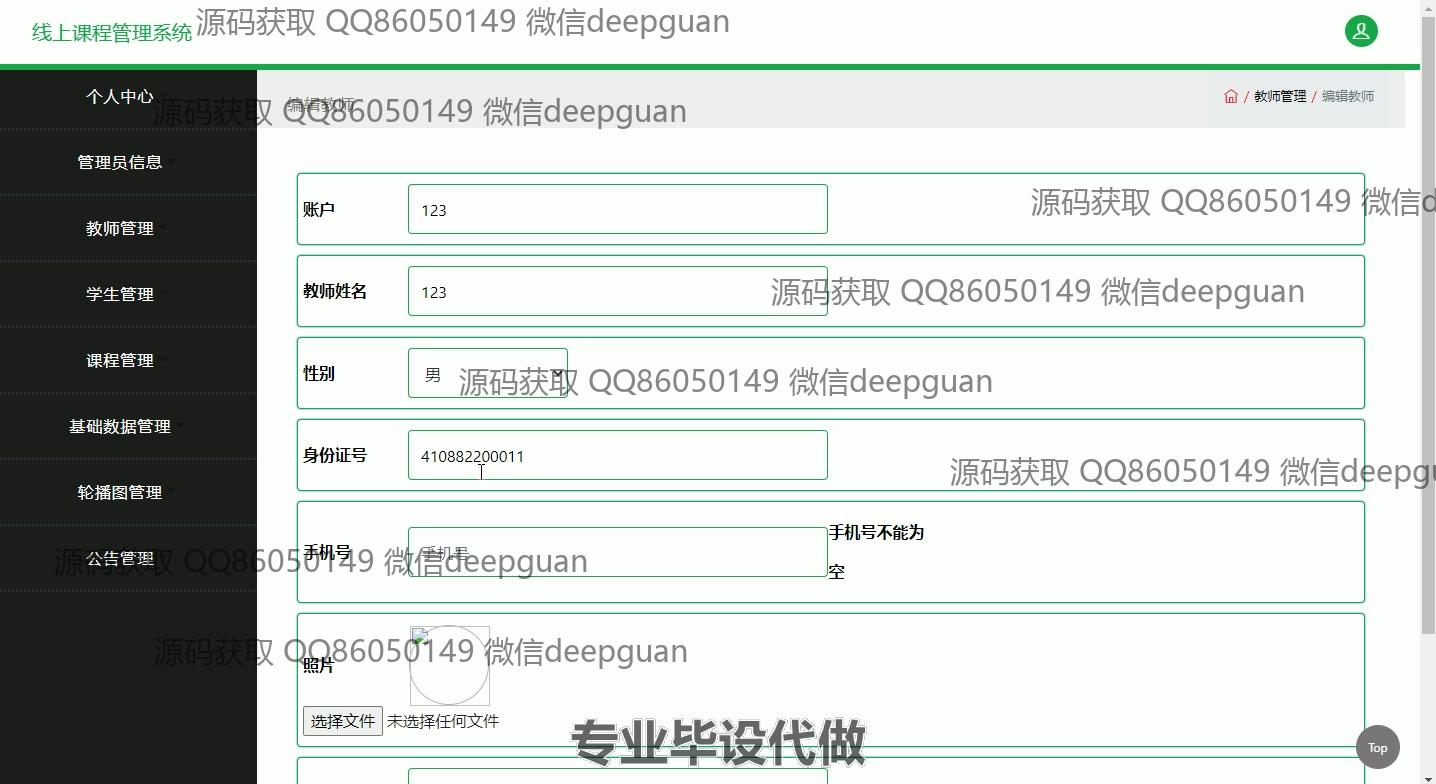 线上课程管理系统
源码获取 QQ86050149 微信deepguan
个人中心
管理员信息
教师管理
学生管理
课程管理
基础数据管理
轮播图管理
公告管理
编辑教师
源码获取 QQ86050149 微信deepguan
/ 教师管理 / 编辑教师
账户
123
源码获取 QQ86050149 微信d
教师姓名
123
源码获取 QQ86050149 微信deepguan
性别
男
源码获取 QQ86050149 微信deepguan
身份证号
410882200011
源码获取 QQ86050149 微信deepgu
手机号
手机号
手机号不能为
空
源码获取 QQ86050149 微信deepguan
照片
源码获取 QQ86050149 微信deepguan
选择文件 未选择任何文件
专业毕设代做
Top